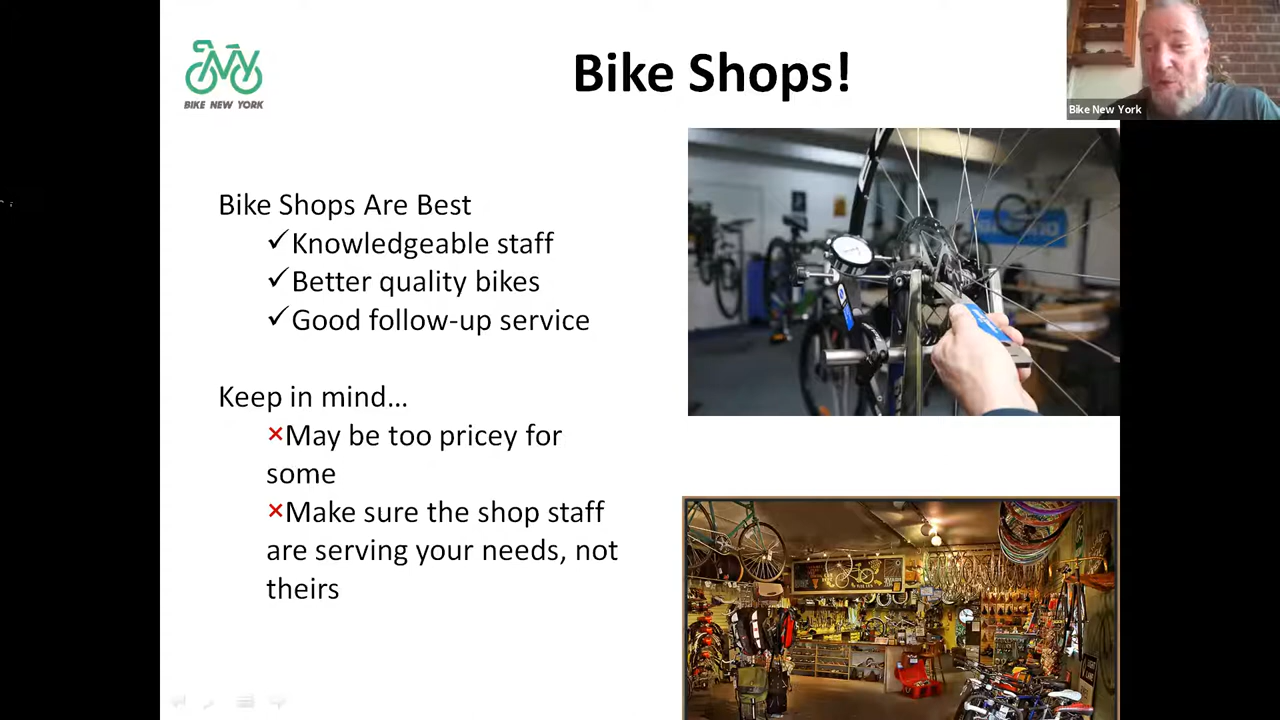 Bike Shops!
BIKE NEW YORK
Bike New York
Bike Shops Are Best
✓Knowledgeable staff
✓Better quality bikes
✓Good follow-up service
Keep in mind…
×May be too pricey for
some
×Make sure the shop staff
are serving your needs, not
theirs